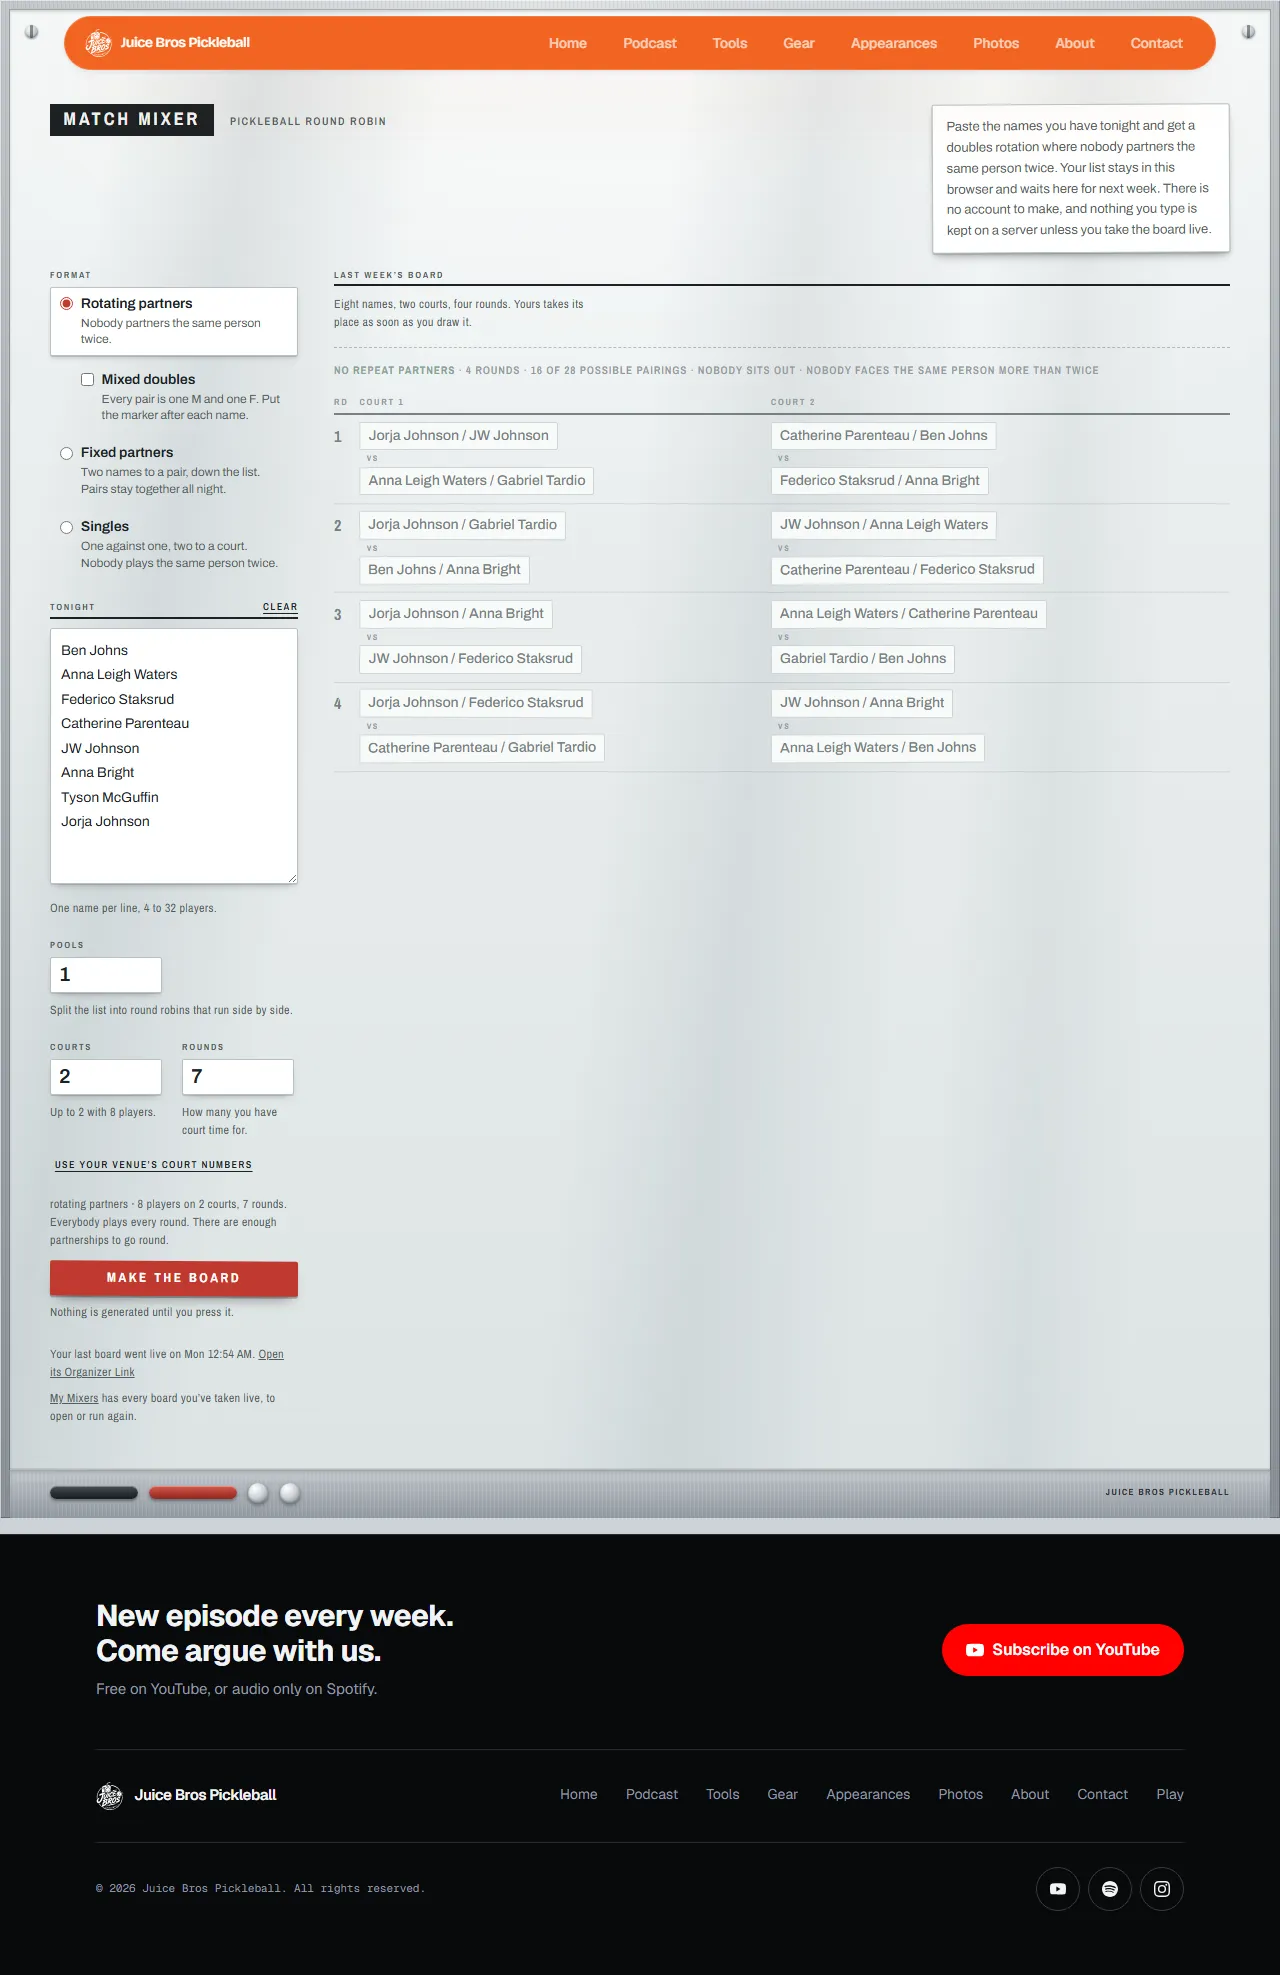 Juice Bros Pickleball
Home Podcast Tools Gear Appearances Photos About Contact
MATCH MIXER
PICKLEBALL ROUND ROBIN
Paste the names you have tonight and get a
doubles rotation where nobody partners the
same person twice. Your list stays in this
browser and waits here for next week. There is
no account to make, and nothing you type is
kept on a server unless you take the board live.
FORMAT
Rotating partners
Nobody partners the same person
twice.
Mixed doubles
Every pair is one M and one F. Put
the marker after each name.
Fixed partners
Two names to a pair, down the list.
Pairs stay together all night.
Singles
One against one, two to a court.
Nobody plays the same person twice.
TONIGHT CLEAR
Ben Johns
Anna Leigh Waters
Federico Staksrud
Catherine Parenteau
JW Johnson
Anna Bright
Tyson McGuffin
Jorja Johnson
One name per line, 4 to 32 players.
POOLS
1
Split the list into round robins that run side by side.
COURTS ROUNDS
2 7
Up to 2 with 8 players.
How many you have
court time for.
USE YOUR VENUE'S COURT NUMBERS
rotating partners · 8 players on 2 courts, 7 rounds.
Everybody plays every round. There are enough
partnerships to go round.
MAKE THE BOARD
Nothing is generated until you press it.
Your last board went live on Mon 12:54 AM. Open
its Organizer Link
My Mixers has every board you've taken live, to
open or run again.
LAST WEEK'S BOARD
Eight names, two courts, four rounds. Yours takes its
place as soon as you draw it.
NO REPEAT PARTNERS · 4 ROUNDS · 16 OF 28 POSSIBLE PAIRINGS · NOBODY SITS OUT · NOBODY FACES THE SAME PERSON MORE THAN TWICE
RD COURT 1 COURT 2
1 Jorja Johnson / JW Johnson Catherine Parenteau / Ben Johns
VS VS
Anna Leigh Waters / Gabriel Tardio Federico Staksrud / Anna Bright
2 Jorja Johnson / Gabriel Tardio JW Johnson / Anna Leigh Waters
VS VS
Ben Johns / Anna Bright Catherine Parenteau / Federico Staksrud
3 Jorja Johnson / Anna Bright Anna Leigh Waters / Catherine Parenteau
VS VS
JW Johnson / Federico Staksrud Gabriel Tardio / Ben Johns
4 Jorja Johnson / Federico Staksrud JW Johnson / Anna Bright
VS VS
Catherine Parenteau / Gabriel Tardio Anna Leigh Waters / Ben Johns
JUICE BROS PICKLEBALL
New episode every week.
Come argue with us.
Free on YouTube, or audio only on Spotify.
Subscribe on YouTube
Juice Bros Pickleball
Home Podcast Tools Gear Appearances Photos About Contact Play
© 2026 Juice Bros Pickleball. All rights reserved.